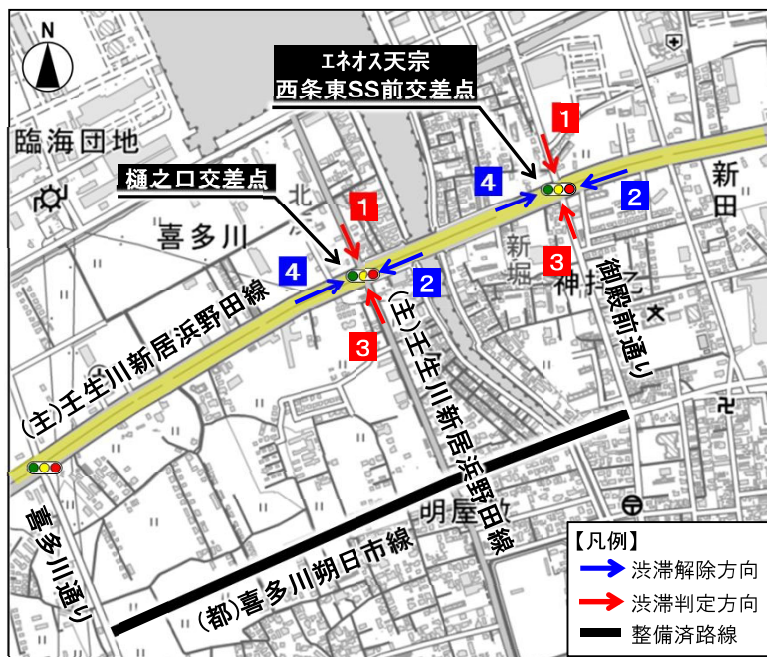 N
エネオス天宗
西条東SS前交差点
臨海団地
樋之口交差点
1
1
北
4
2
新田
喜多川
4
2
新堀
3
神拝乙
3
御殿前通り
(主)壬生川新居浜野田線
(主)壬生川新居浜野田線
明屋敷
喜多川通り
(都)喜多川朔日市線
【凡例】
渋滞解除方向
渋滞判定方向
整備済路線